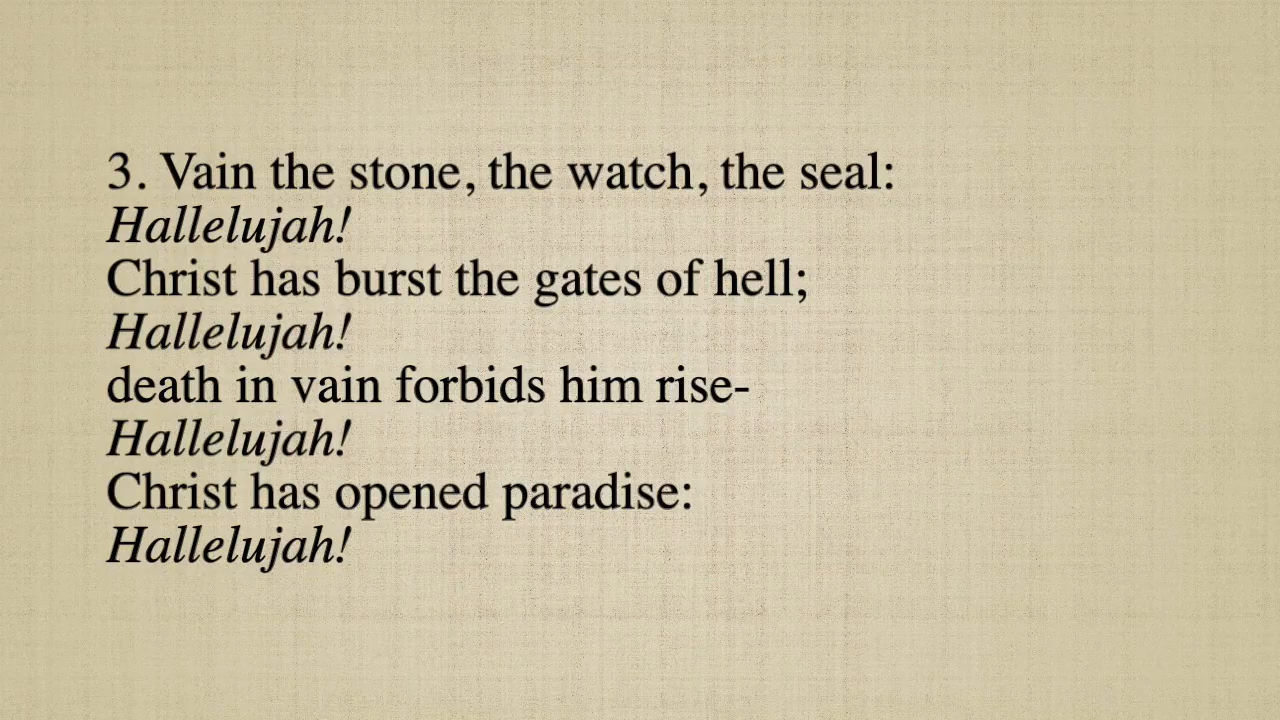 3. Vain the stone, the watch, the seal:
Hallelujah!
Christ has burst the gates of hell;
Hallelujah!
death in vain forbids him rise-
Hallelujah!
Christ has opened paradise:
Hallelujah!